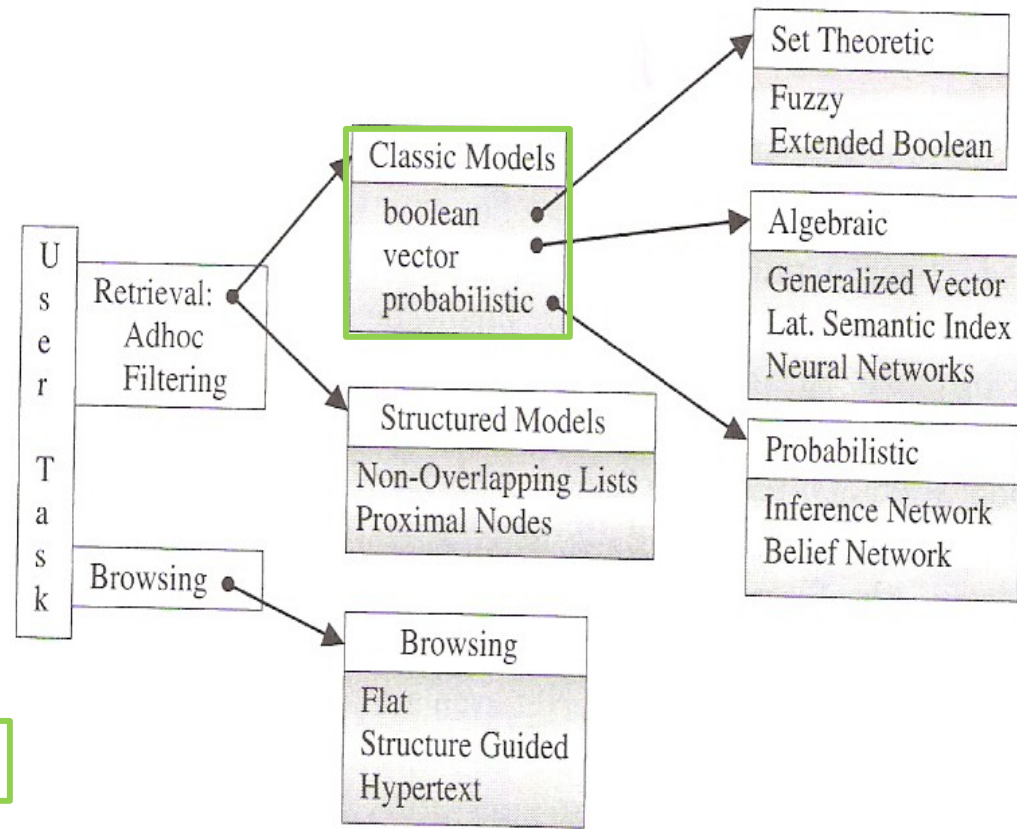 User Task
Retrieval:
Adhoc
Filtering
Browsing
Classic Models
boolean
vector
probabilistic
Structured Models
Non-Overlapping Lists
Proximal Nodes
Browsing
Flat
Structure Guided
Hypertext
Set Theoretic
Fuzzy
Extended Boolean
Algebraic
Generalized Vector
Lat. Semantic Index
Neural Networks
Probabilistic
Inference Network
Belief Network